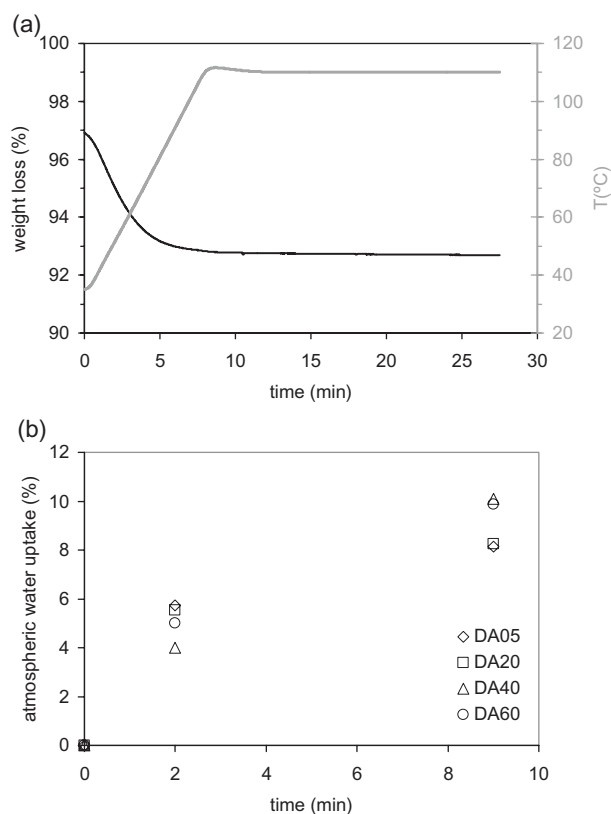 (a)
100
98
96
94
92
90
weight loss (%)
120
100
80
60
40
20
T(ºC)
0 5 10 15 20 25 30
time (min)
(b)
12
10
8
6
4
2
0
atmospheric water uptake (%)
DA05
DA20
DA40
DA60
0 2 4 6 8 10
time (min)